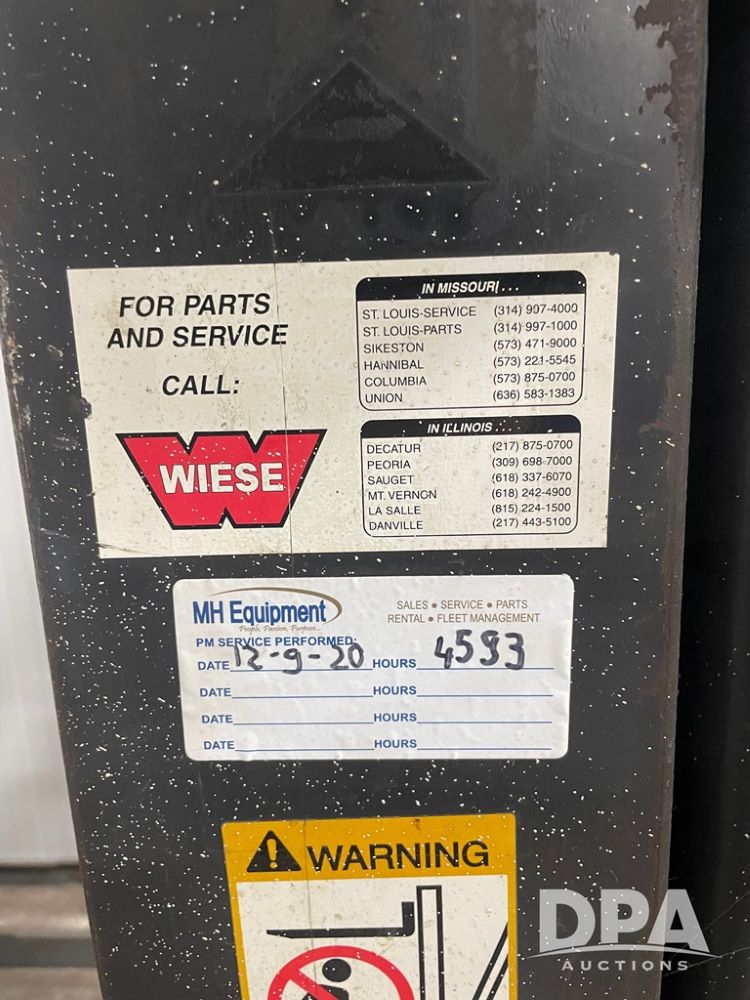 FOR PARTS
AND SERVICE
CALL:
WIESE
IN MISSOURI . . .
ST. LOUIS-SERVICE (314) 997-4000
ST. LOUIS-PARTS (314) 997-1000
SIKESTON (573) 471-9000
HANNIBAL (573) 221-5545
COLUMBIA (573) 875-0700
UNION (636) 583-1383
IN ILLINOIS . . .
DECATUR (217) 875-0700
PEORIA (309) 698-7000
SAUGET (618) 337-6070
MT. VERNON (618) 242-4900
LA SALLE (815) 224-1500
DANVILLE (217) 443-5100
MH Equipment
People, Passion, Purpose...
SALES • SERVICE • PARTS
RENTAL • FLEET MANAGEMENT
PM SERVICE PERFORMED:
DATE 12-9-20 HOURS 4593
DATE HOURS
DATE HOURS
DATE HOURS
WARNING
DPA
AUCTIONS